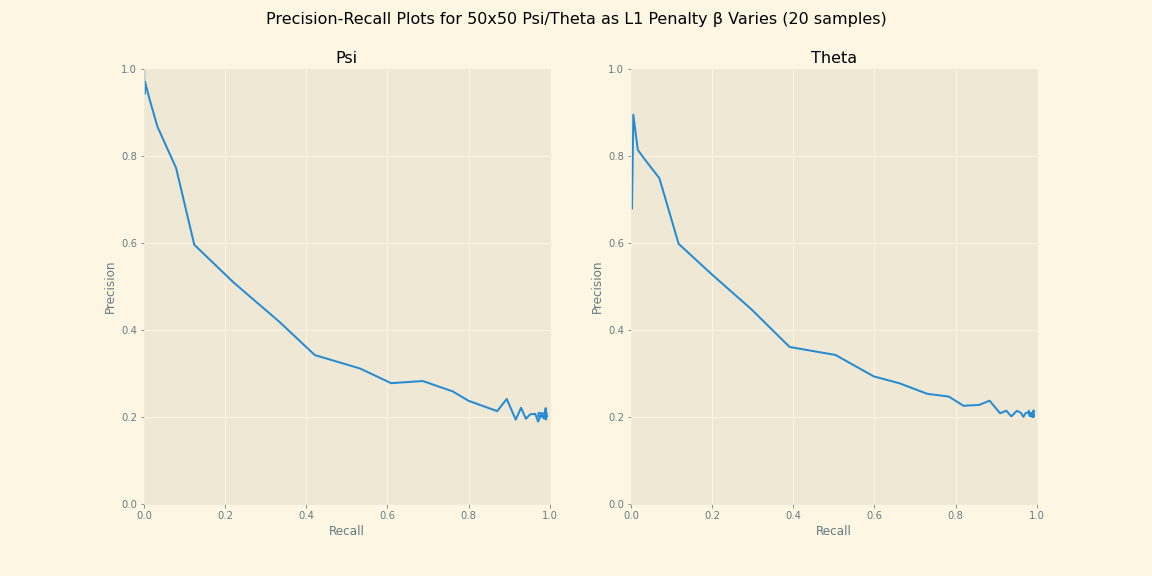 Precision-Recall Plots for 50x50 Psi/Theta as L1 Penalty β Varies (20 samples)
Psi
1.0
0.8
0.6
0.4
0.2
0.0
Precision
0.0 0.2 0.4 0.6 0.8 1.0
Recall
Theta
1.0
0.8
0.6
0.4
0.2
0.0
Precision
0.0 0.2 0.4 0.6 0.8 1.0
Recall